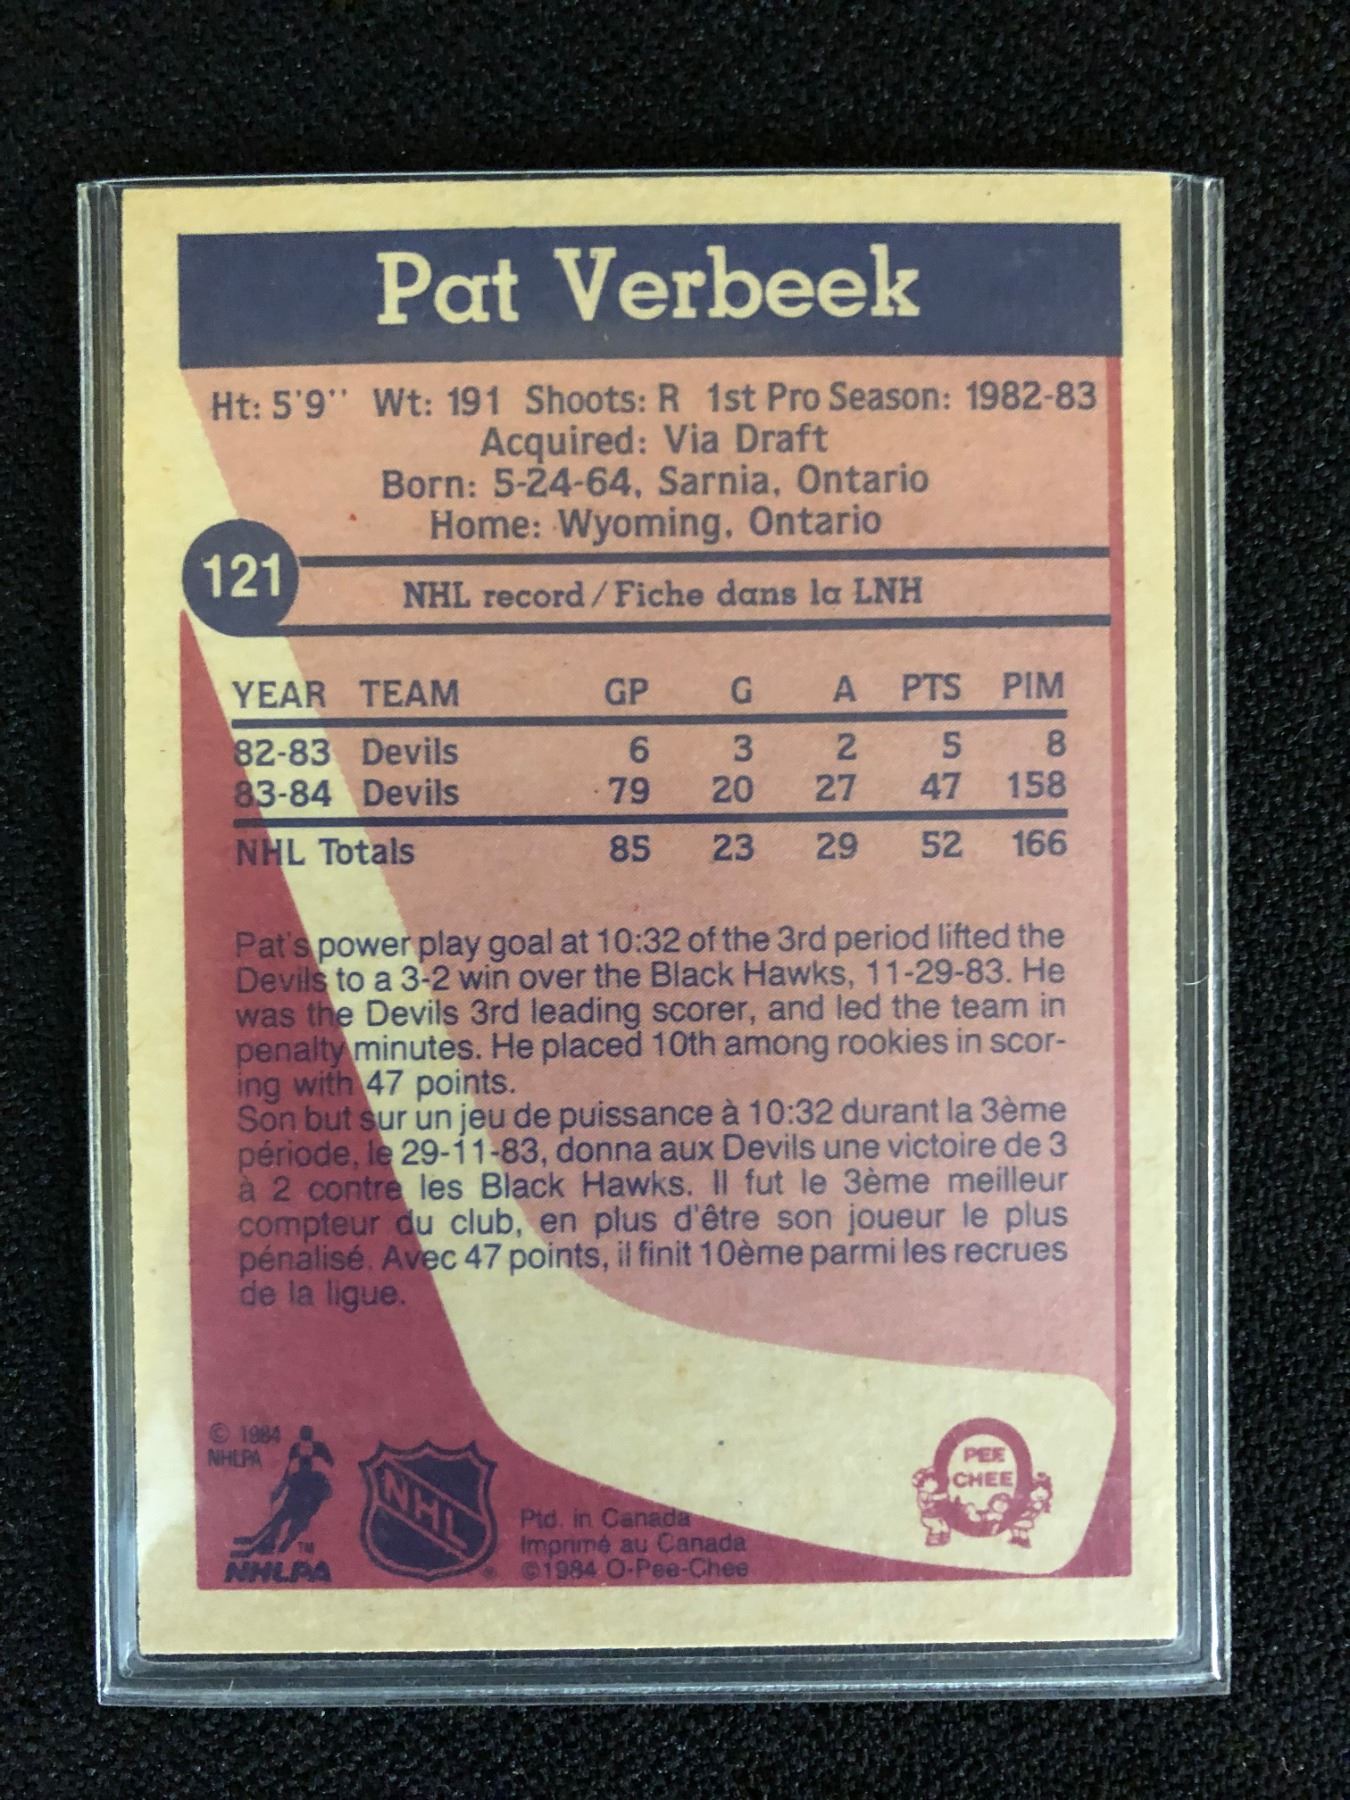 Pat Verbeek
Ht: 5'9'' Wt: 191 Shoots: R 1st Pro Season: 1982-83
Acquired: Via Draft
Born: 5-24-64, Sarnia, Ontario
Home: Wyoming, Ontario
121
NHL record/Fiche dans la LNH
YEAR TEAM GP G A PTS PIM
82-83 Devils 6 3 2 5 8
83-84 Devils 79 20 27 47 158
NHL Totals 85 23 29 52 166
Pat's power play goal at 10:32 of the 3rd period lifted the
Devils to a 3-2 win over the Black Hawks, 11-29-83. He
was the Devils 3rd leading scorer, and led the team in
penalty minutes. He placed 10th among rookies in scor-
ing with 47 points.
Son but sur un jeu de puissance à 10:32 durant la 3ème
période, le 29-11-83, donna aux Devils une victoire de 3
à 2 contre les Black Hawks. Il fut le 3ème meilleur
compteur du club, en plus d'être son joueur le plus
pénalisé. Avec 47 points, il finit 10ème parmi les recrues
de la ligue.
© 1984
NHLPA
TM
NHLPA
NHL
®
Ptd. in Canada
Imprimé au Canada
©1984 O-Pee-Chee
O
PEE
CHEE